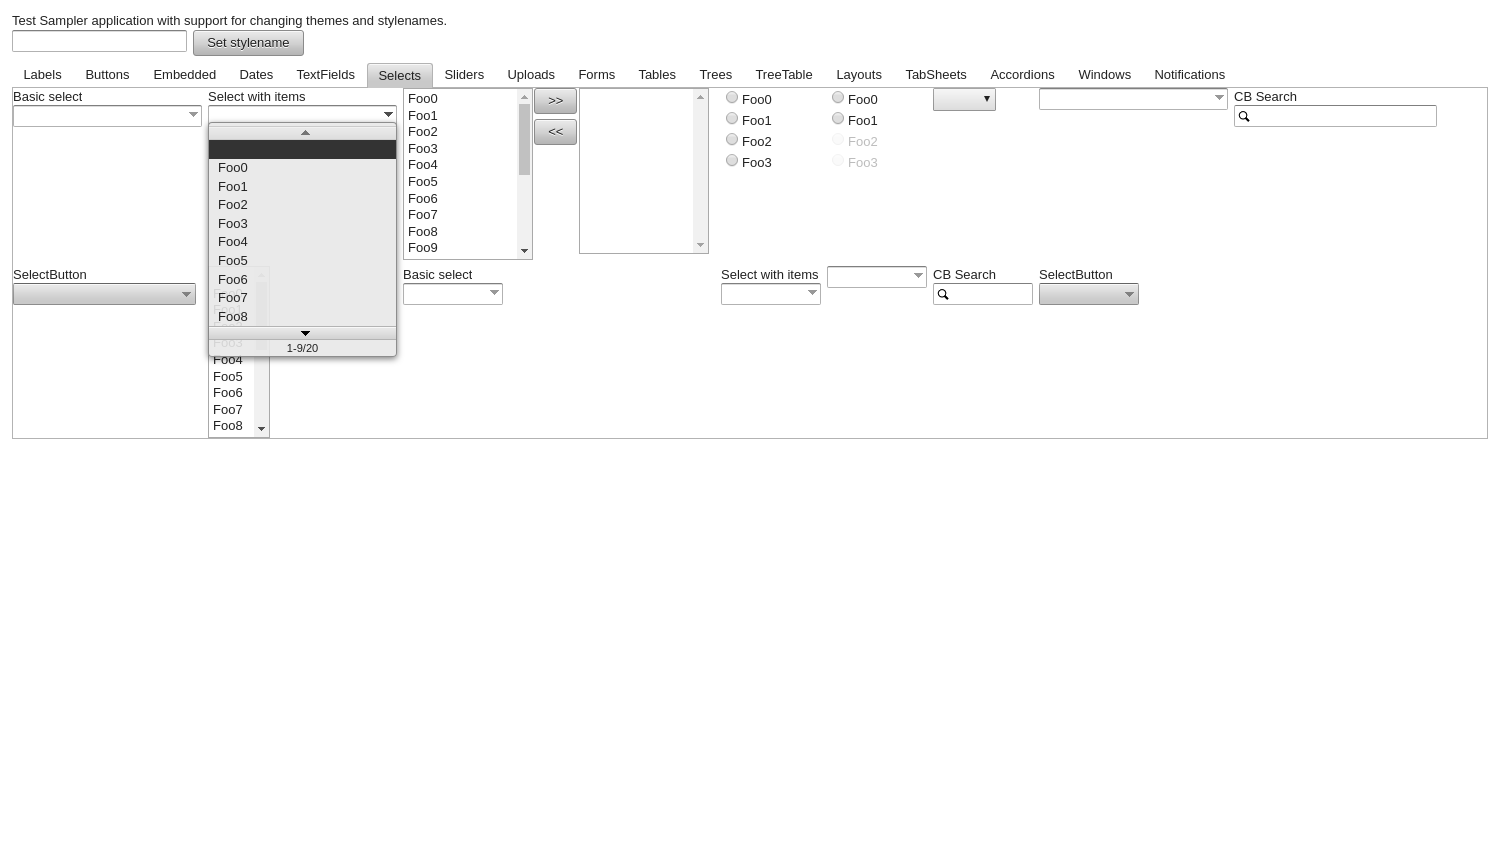 Test Sampler application with support for changing themes and stylenames.
Set stylename
Labels Buttons Embedded Dates TextFields Selects Sliders Uploads Forms Tables Trees TreeTable Layouts TabSheets Accordions Windows Notifications
Basic select
Select with items
Foo0
Foo1
Foo2
Foo3
Foo4
Foo5
Foo6
Foo7
Foo8
1-9/20
Foo0
Foo1
Foo2
Foo3
Foo4
Foo5
Foo6
Foo7
Foo8
Foo9
>>
<<
Foo0
Foo1
Foo2
Foo3
Foo0
Foo1
Foo2
Foo3
CB Search
SelectButton
Foo3
Foo4
Foo5
Foo6
Foo7
Foo8
Basic select
Select with items
CB Search
SelectButton